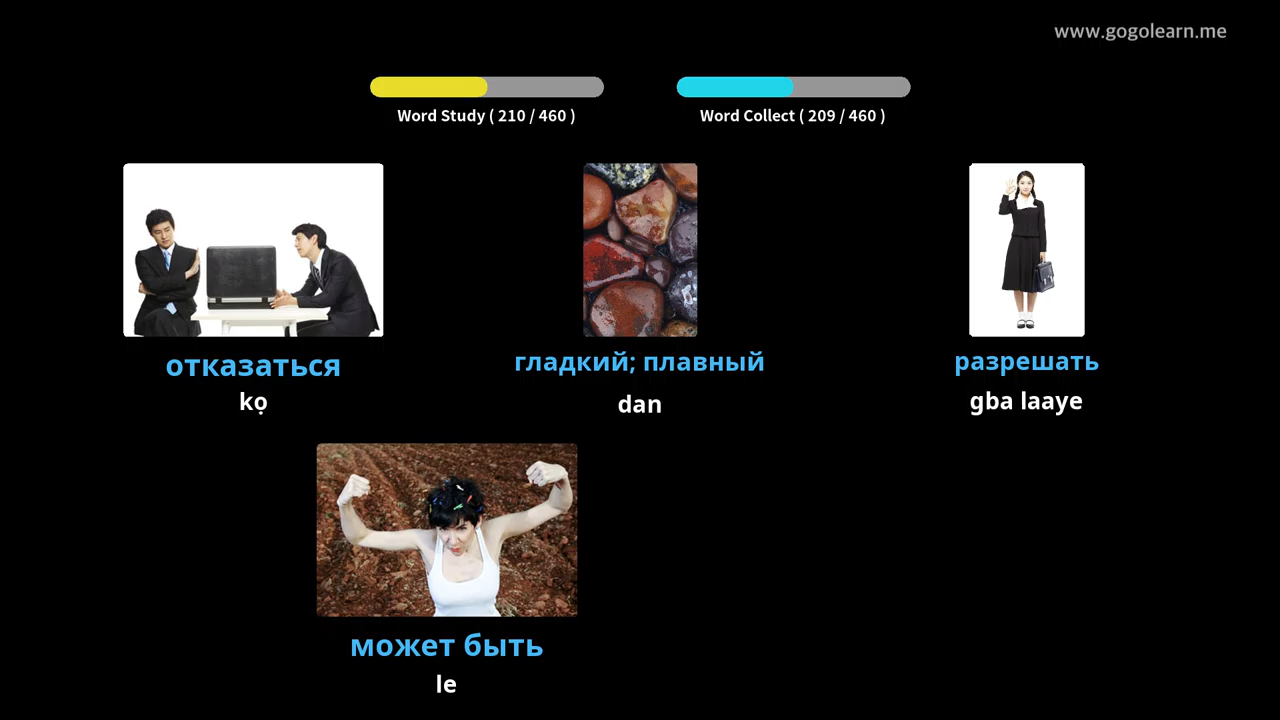 www.gogolearn.me
Word Study ( 210 / 460 )
Word Collect ( 209 / 460 )
отказаться
kọ
гладкий; плавный
dan
разрешать
gba laaye
может быть
le